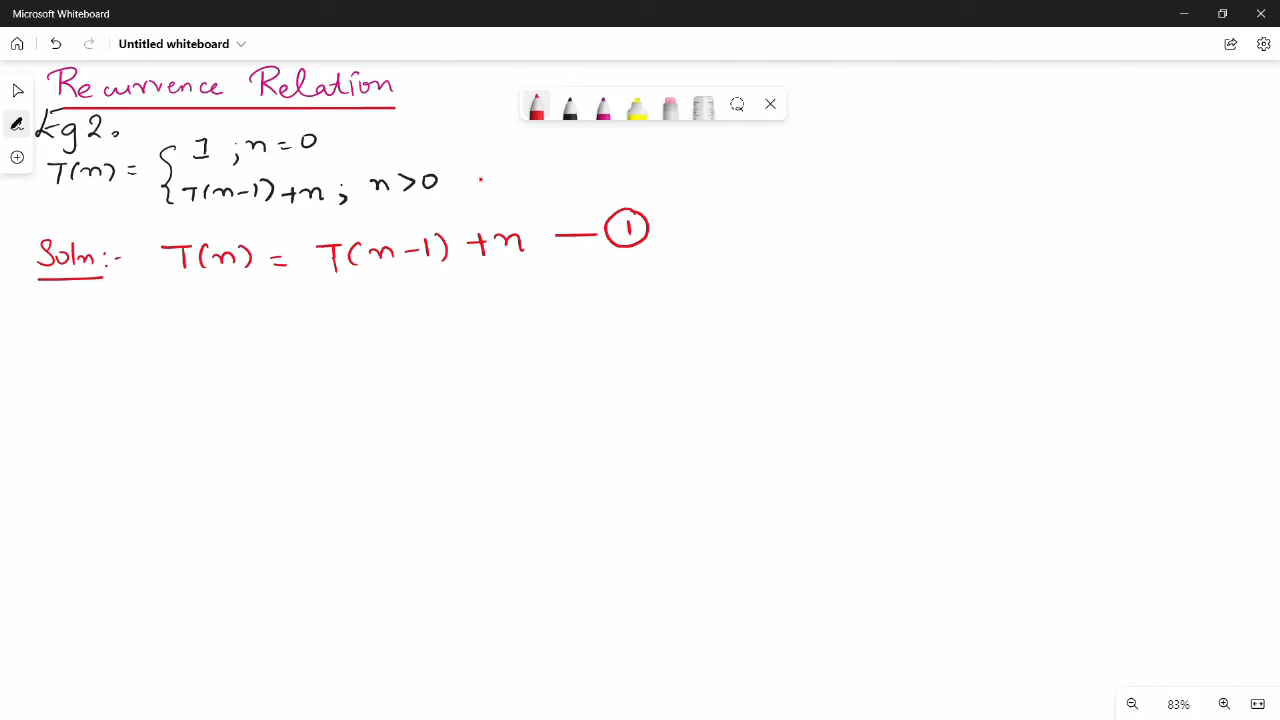 Microsoft Whiteboard
Untitled whiteboard
Recurrence Relation
Eg 2.
T(n) = { 1 ; n = 0
{ T(n-1) + n ; n > 0
Soln :- T(n) = T(n-1) + n — ①
83%